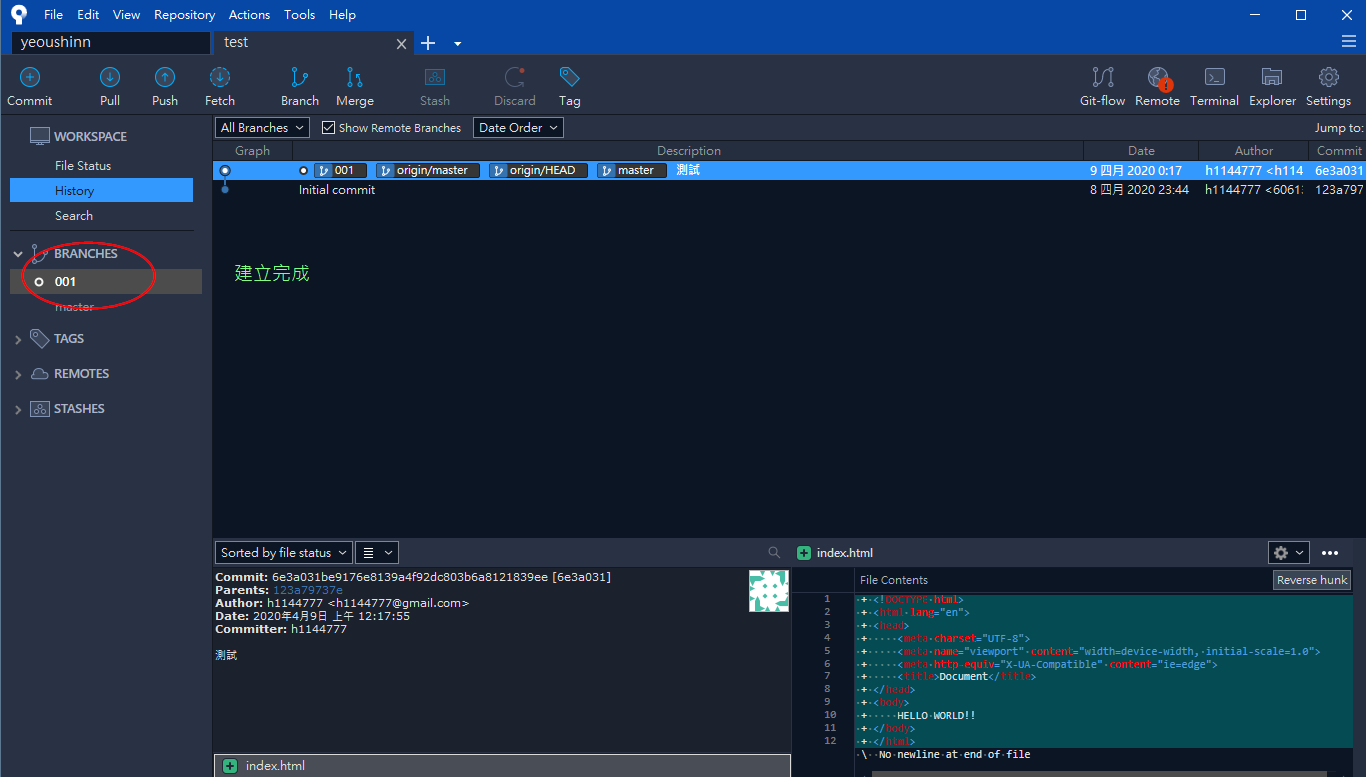 File Edit View Repository Actions Tools Help
yeoushinn test
Commit Pull Push Fetch Branch Merge Stash Discard Tag Git-flow Remote Terminal Explorer Settings
WORKSPACE
File Status
History
Search
BRANCHES
001
master
TAGS
REMOTES
STASHES
All Branches Show Remote Branches Date Order Jump to:
Graph Description Date Author Commit
001 origin/master origin/HEAD master 測試 9 四月 2020 0:17 h1144777 <h114 6e3a031
Initial commit 8 四月 2020 23:44 h1144777 <6061 123a797
建立完成
Sorted by file status
Commit: 6e3a031be9176e8139a4f92dc803b6a8121839ee [6e3a031]
Parents: 123a79737e
Author: h1144777 <h1144777@gmail.com>
Date: 2020年4月9日 上午 12:17:55
Committer: h1144777
測試
index.html
index.html
File Contents Reverse hunk
1 + <!DOCTYPE html>
2 + <html lang="en">
3 + <head>
4 + <meta charset="UTF-8">
5 + <meta name="viewport" content="width=device-width, initial-scale=1.0">
6 + <meta http-equiv="X-UA-Compatible" content="ie=edge">
7 + <title>Document</title>
8 + </head>
9 + <body>
10 + HELLO WORLD!!
11 + </body>
12 + </html>
\ No newline at end of file